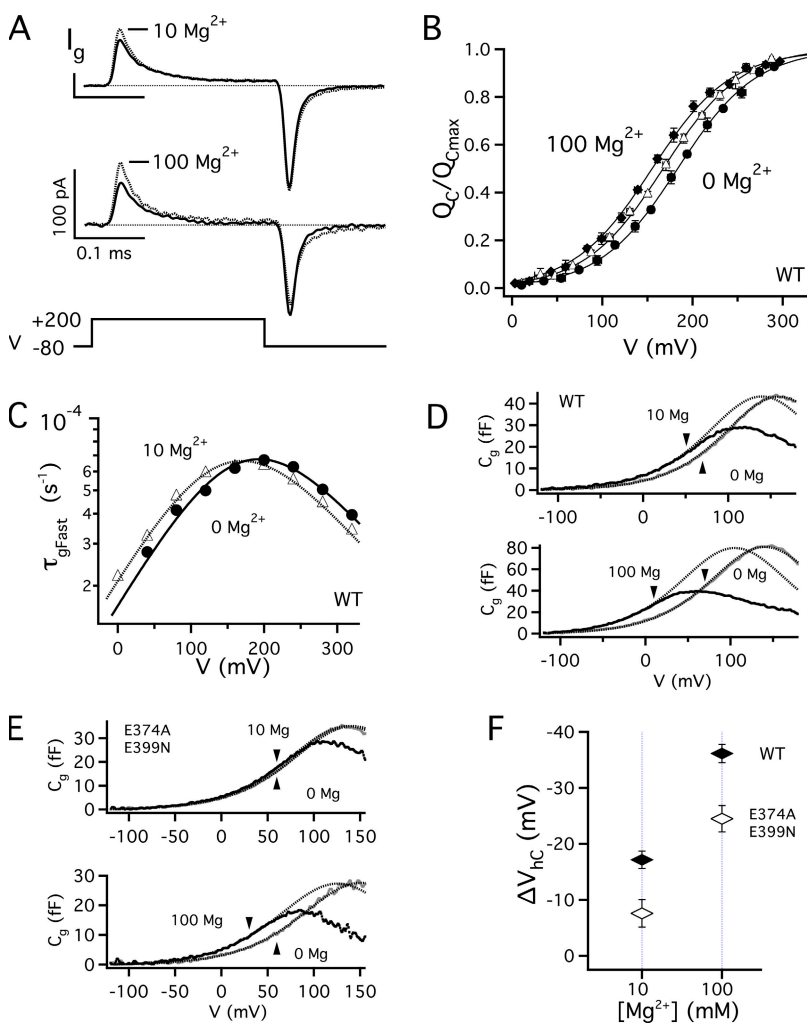 A
I_g
10 Mg²⁺
100 Mg²⁺
100 pA
0.1 ms
V
+200
-80
B
Q_C/Q_Cmax
1.0
0.8
0.6
0.4
0.2
0.0
100 Mg²⁺
0 Mg²⁺
WT
0 100 200 300
V (mV)
C
τ_gFast (s⁻¹)
10⁻⁴
6
5
4
3
2
10 Mg²⁺
0 Mg²⁺
WT
0 100 200 300
V (mV)
D
WT
C_g (fF)
40
30
20
10
0
10 Mg
0 Mg
-100 0 100
C_g (fF)
80
60
40
20
0
100 Mg
0 Mg
-100 0 100
V (mV)
E
E374A
E399N
C_g (fF)
30
20
10
0
10 Mg
0 Mg
-100 -50 0 50 100 150
C_g (fF)
30
20
10
0
100 Mg
0 Mg
-100 -50 0 50 100 150
V (mV)
F
ΔV_hC (mV)
-40
-30
-20
-10
0
WT
E374A
E399N
10 100
[Mg²⁺] (mM)